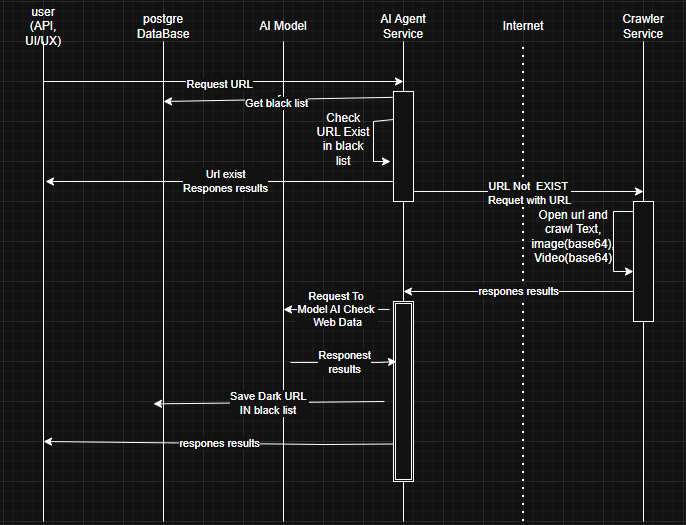 user
(API,
UI/UX)
postgre
DataBase
AI Model
AI Agent
Service
Internet
Crawler
Service
Request URL
Get black list
Check
URL Exist
in black
list
Url exist
Respones results
URL Not  EXIST
Requet with URL
Open url and
crawl Text,
image(base64),
Video(base64)
respones results
Request To
Model AI Check
Web Data
Responest
results
Save Dark URL
IN black list
respones results